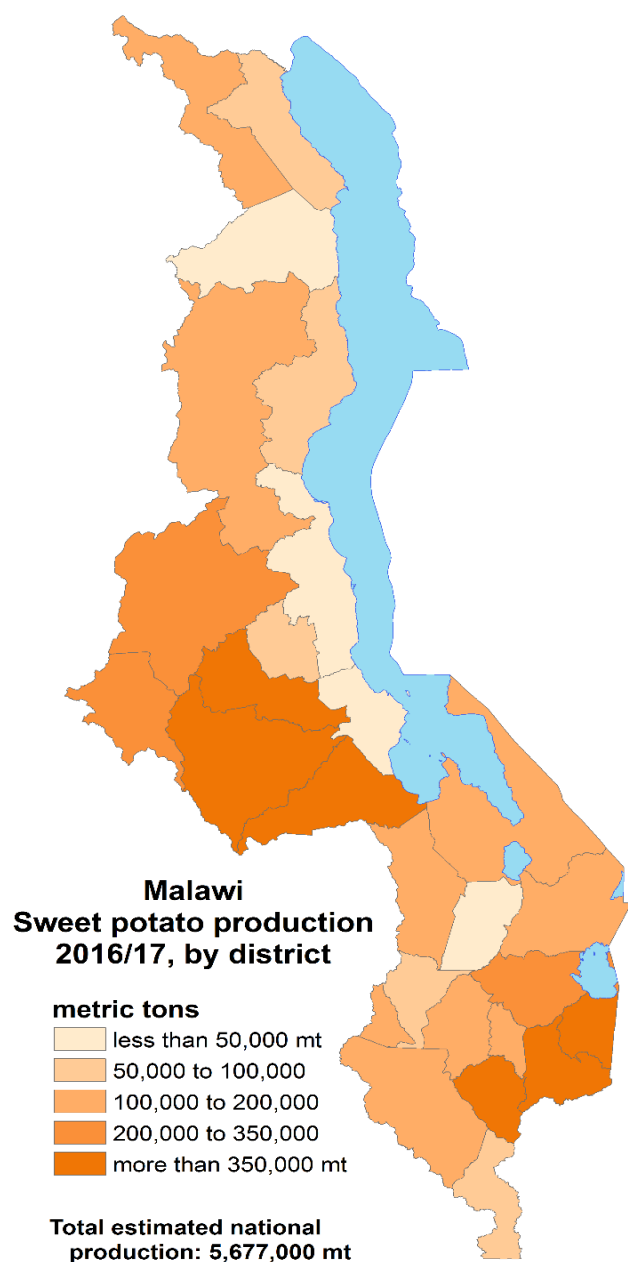 Malawi
Sweet potato production
2016/17, by district
metric tons
less than 50,000 mt
50,000 to 100,000
100,000 to 200,000
200,000 to 350,000
more than 350,000 mt
Total estimated national
production: 5,677,000 mt